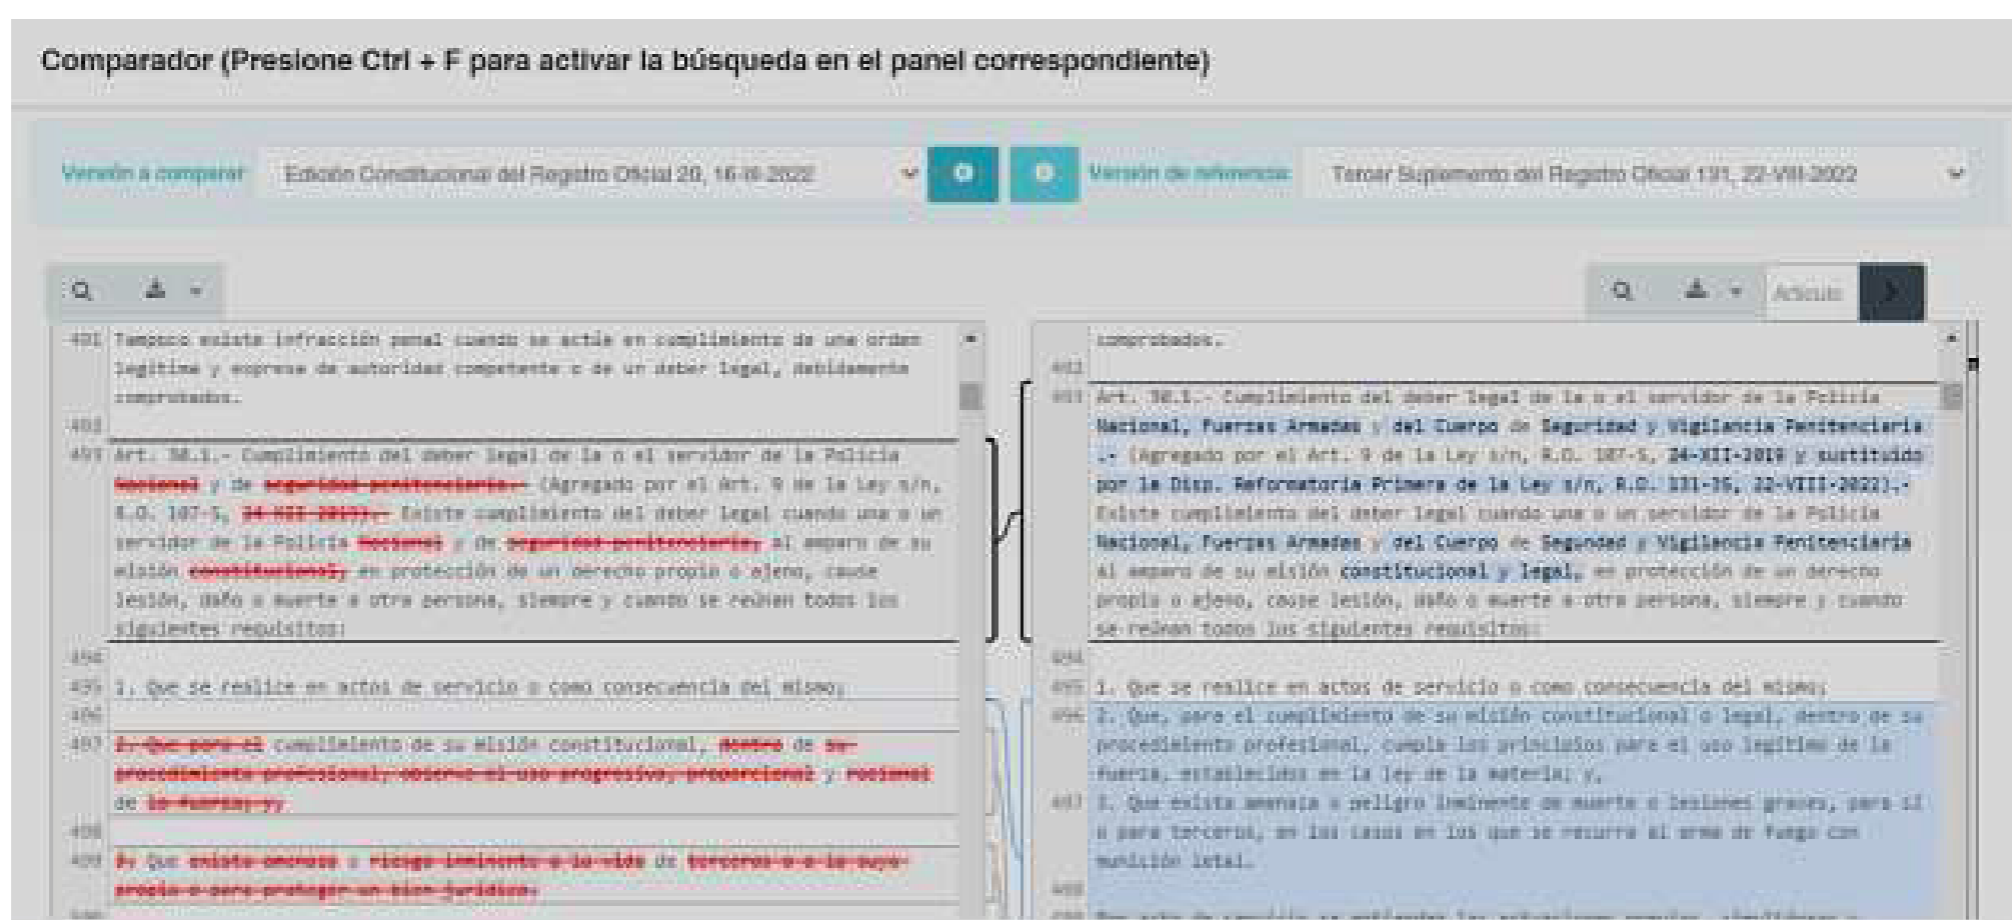 Comparador (Presione Ctrl + F para activar la búsqueda en el panel correspondiente)
Versión a comparar Edición Constitucional del Registro Oficial 20, 16-III-2022
Versión de referencia Tercer Suplemento del Registro Oficial 131, 22-VIII-2022
491 Tampoco existe infracción penal cuando se actúa en cumplimiento de una orden
legítima y expresa de autoridad competente o de un deber legal, debidamente
comprobados.
492
493 Art. 30.1.- Cumplimiento del deber legal de la o el servidor de la Policía
Nacional y de seguridad penitenciaria.- (Agregado por el Art. 9 de la Ley s/n,
R.O. 107-S, 24-XII-2019).- Existe cumplimiento del deber legal cuando una o un
servidor de la Policía Nacional y de seguridad penitenciaria, al amparo de su
misión constitucional, en protección de un derecho propio o ajeno, cause
lesión, daño o muerte a otra persona, siempre y cuando se reúnan todos los
siguientes requisitos:
494
495 1. Que se realice en actos de servicio o como consecuencia del mismo;
496
497 2. Que para el cumplimiento de su misión constitucional, dentro de su
procedimiento profesional, observe el uso progresivo, proporcional y racional
de la fuerza; y,
498
499 3. Que exista amenaza o riesgo inminente a la vida de terceros o a la suya
propia o para proteger un bien jurídico.
Artículo
comprobados.
492
493 Art. 30.1.- Cumplimiento del deber legal de la o el servidor de la Policía
Nacional, Fuerzas Armadas y del Cuerpo de Seguridad y Vigilancia Penitenciaria
.- (Agregado por el Art. 9 de la Ley s/n, R.O. 107-S, 24-XII-2019 y sustituido
por la Disp. Reformatoria Primera de la Ley s/n, R.O. 131-3S, 22-VIII-2022).-
Existe cumplimiento del deber legal cuando una o un servidor de la Policía
Nacional, Fuerzas Armadas y del Cuerpo de Seguridad y Vigilancia Penitenciaria
al amparo de su misión constitucional y legal, en protección de un derecho
propio o ajeno, cause lesión, daño o muerte a otra persona, siempre y cuando
se reúnan todos los siguientes requisitos:
494
495 1. Que se realice en actos de servicio o como consecuencia del mismo;
496 2. Que, para el cumplimiento de su misión constitucional o legal, dentro de su
procedimiento profesional, cumpla los principios para el uso legítimo de la
fuerza, establecidos en la ley de la materia; y,
497 3. Que exista amenaza o peligro inminente de muerte o lesiones graves, para sí
o para terceros, en los casos en los que se recurra al arma de fuego con
munición letal.
498